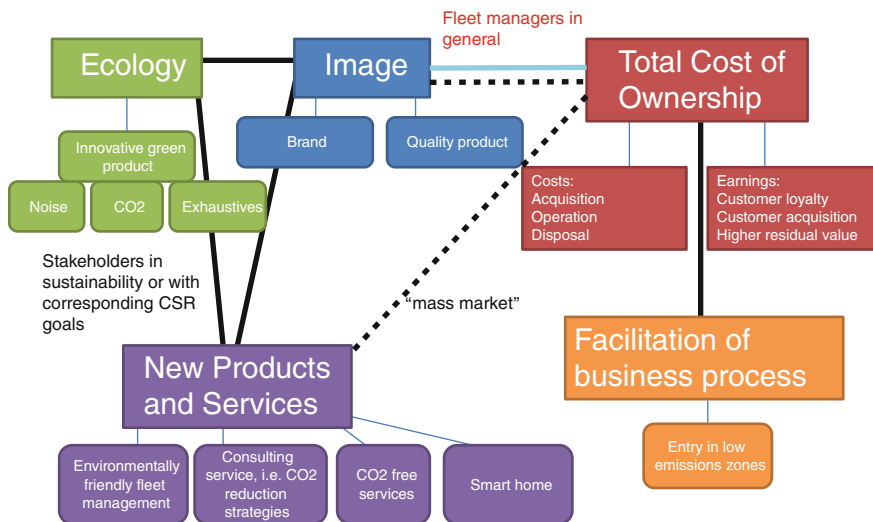 Fleet managers in
general
Ecology
Image
Total Cost of
Ownership
Innovative green
product
Noise
CO2
Exhaustives
Brand
Quality product
Costs:
Acquisition
Operation
Disposal
Earnings:
Customer loyalty
Customer acquisition
Higher residual value
Stakeholders in
sustainability or with
corresponding CSR
goals
“mass market”
New Products
and Services
Facilitation of
business process
Environmentally
friendly fleet
management
Consulting
service, i.e. CO2
reduction
strategies
CO2 free
services
Smart home
Entry in low
emissions zones